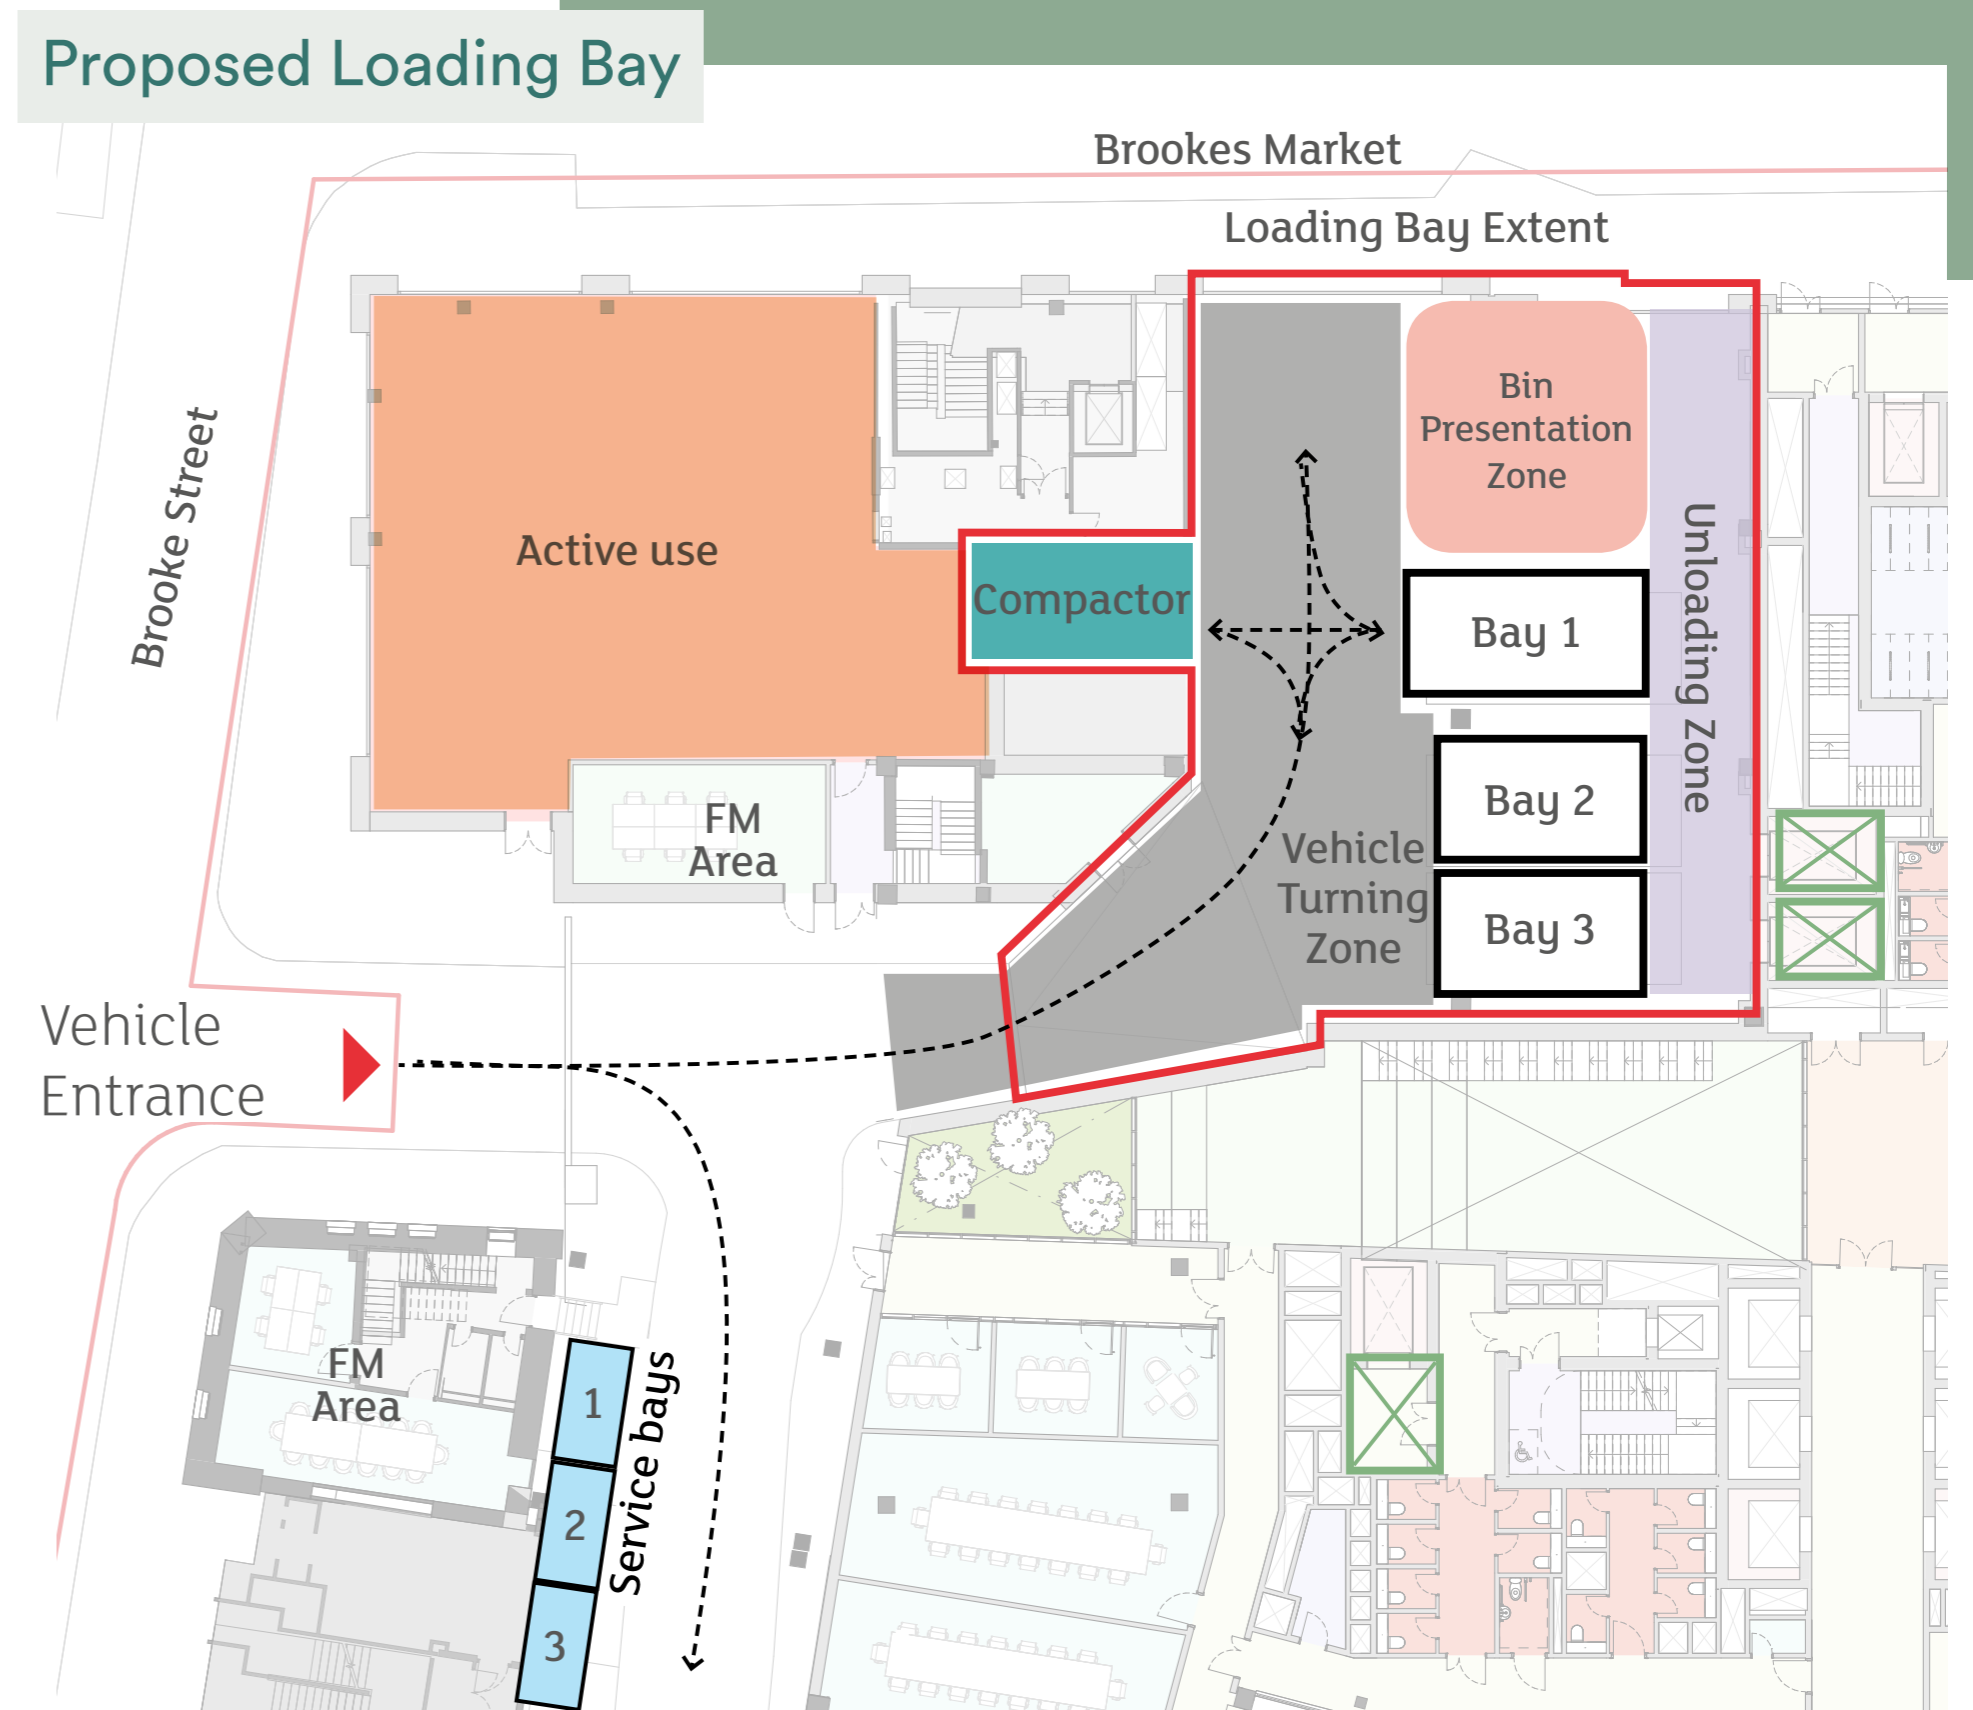 Proposed Loading Bay
Brookes Market
Loading Bay Extent
Brooke Street
Active use
Compactor
Bin
Presentation
Zone
Unloading Zone
Bay 1
Bay 2
Bay 3
FM
Area
Vehicle
Turning
Zone
Vehicle
Entrance
FM
Area
Service bays
1
2
3